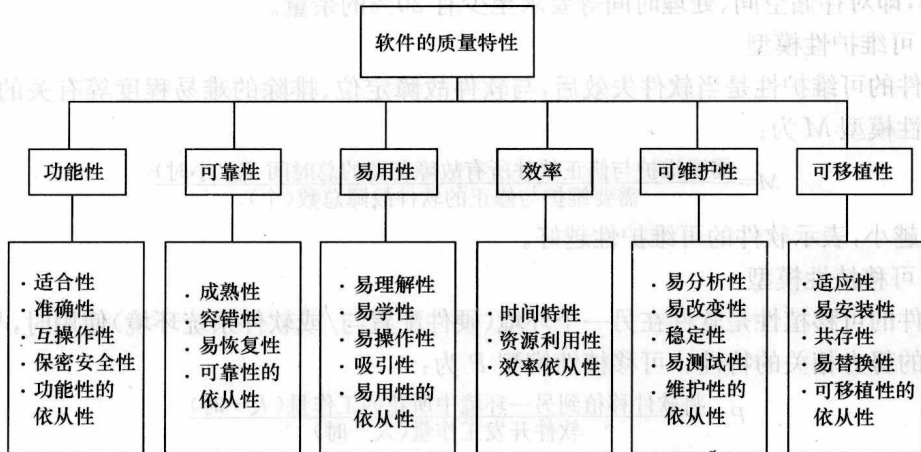 软件的质量特性
功能性
可靠性
易用性
效率
可维护性
可移植性
· 适合性
· 准确性
· 互操作性
· 保密安全性
· 功能性的
依从性
· 成熟性
· 容错性
· 易恢复性
· 可靠性的
依从性
· 易理解性
· 易学性
· 易操作性
· 吸引性
· 易用性的
依从性
时间特性
资源利用性
效率依从性
· 易分析性
· 易改变性
· 稳定性
· 易测试性
· 维护性的
依从性
· 适应性
· 易安装性
· 共存性
· 易替换性
· 可移植性的
依从性